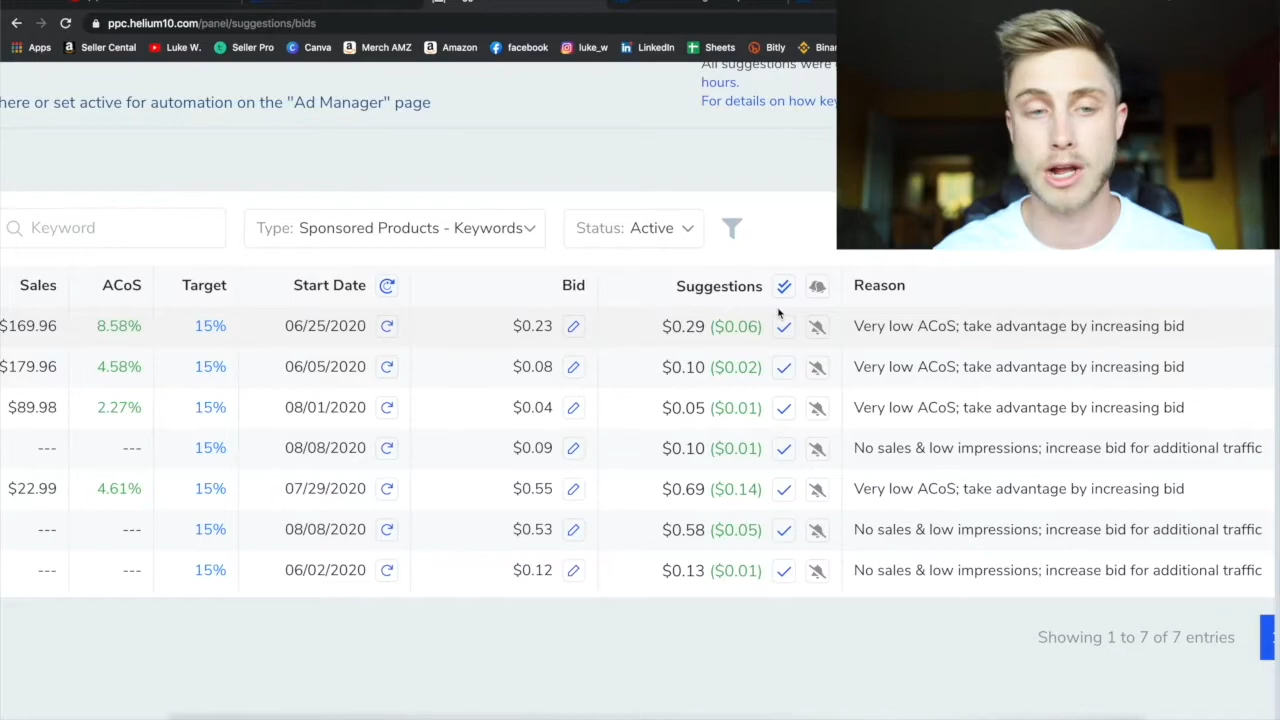 ppc.helium10.com/panel/suggestions/bids
Apps Seller Cental Luke W. Seller Pro Canva Merch AMZ Amazon facebook luke_w LinkedIn Sheets Bitly Binan
All suggestions were
hours.
here or set active for automation on the "Ad Manager" page
For details on how key
Keyword Type: Sponsored Products - Keywords Status: Active
Sales ACoS Target Start Date Bid Suggestions Reason
$169.96 8.58% 15% 06/25/2020 $0.23 $0.29 ($0.06) Very low ACoS; take advantage by increasing bid
$179.96 4.58% 15% 06/05/2020 $0.08 $0.10 ($0.02) Very low ACoS; take advantage by increasing bid
$89.98 2.27% 15% 08/01/2020 $0.04 $0.05 ($0.01) Very low ACoS; take advantage by increasing bid
--- --- 15% 08/08/2020 $0.09 $0.10 ($0.01) No sales & low impressions; increase bid for additional traffic
$22.99 4.61% 15% 07/29/2020 $0.55 $0.69 ($0.14) Very low ACoS; take advantage by increasing bid
--- --- 15% 08/08/2020 $0.53 $0.58 ($0.05) No sales & low impressions; increase bid for additional traffic
--- --- 15% 06/02/2020 $0.12 $0.13 ($0.01) No sales & low impressions; increase bid for additional traffic
Showing 1 to 7 of 7 entries